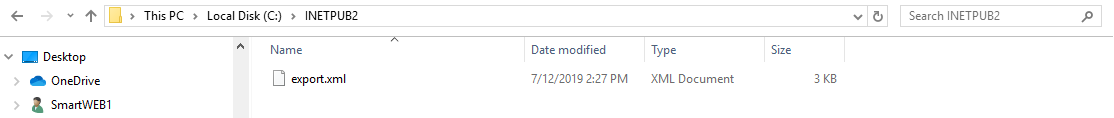 This PC > Local Disk (C:) > INETPUB2
Search INETPUB2
Name Date modified Type Size
Desktop
export.xml 7/12/2019 2:27 PM XML Document 3 KB
OneDrive
SmartWEB1